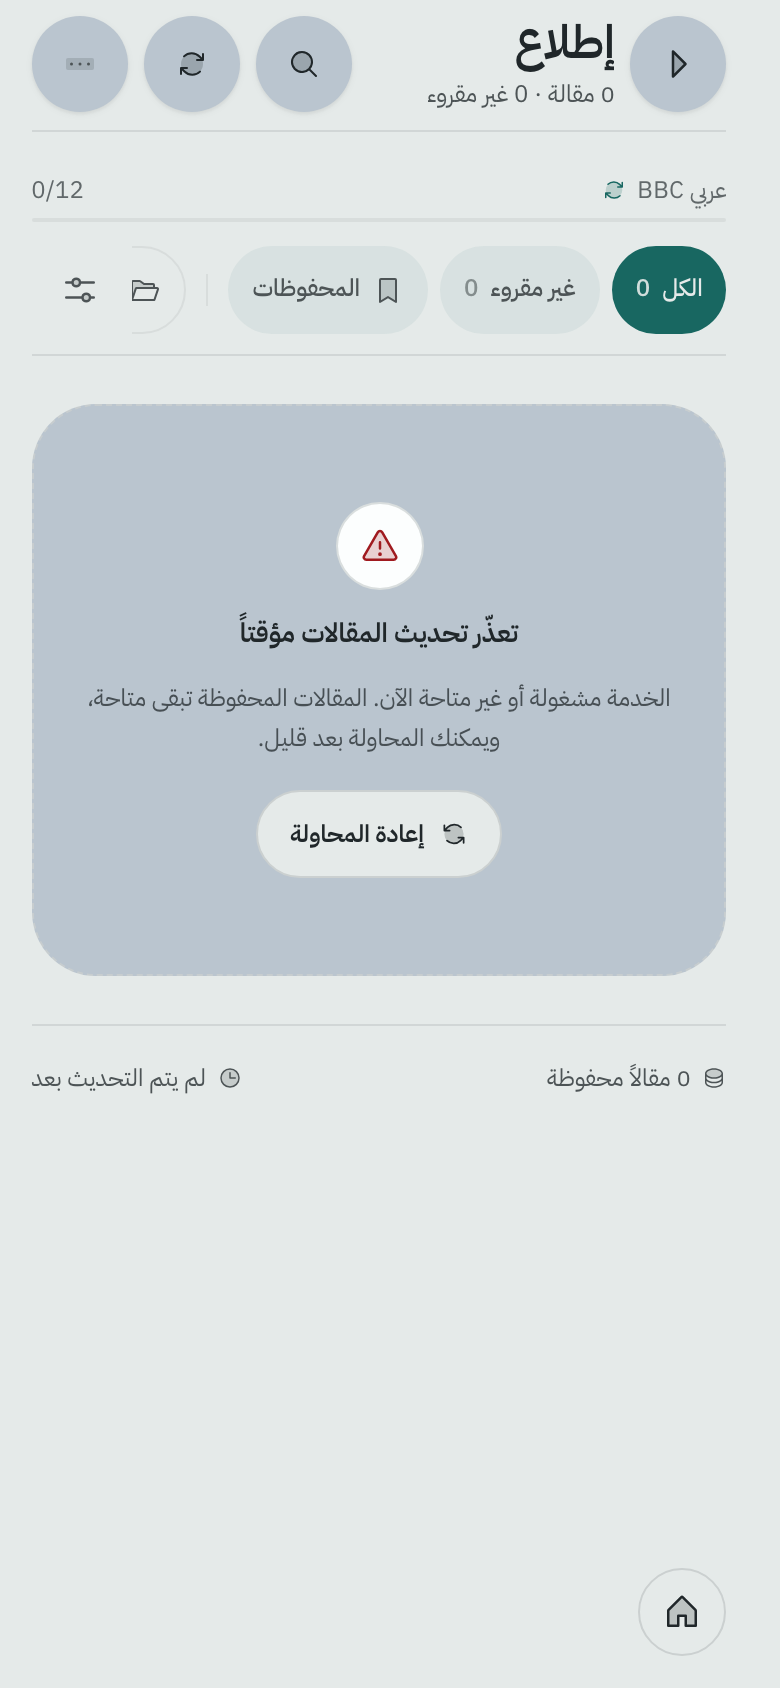 إطلاع
0 مقالة · 0 غير مقروء
BBC عربي
0/12
الكل 0
غير مقروء 0
المحفوظات
تعذّر تحديث المقالات مؤقتاً
الخدمة مشغولة أو غير متاحة الآن. المقالات المحفوظة تبقى متاحة،
ويمكنك المحاولة بعد قليل.
إعادة المحاولة
0 مقالاً محفوظة
لم يتم التحديث بعد